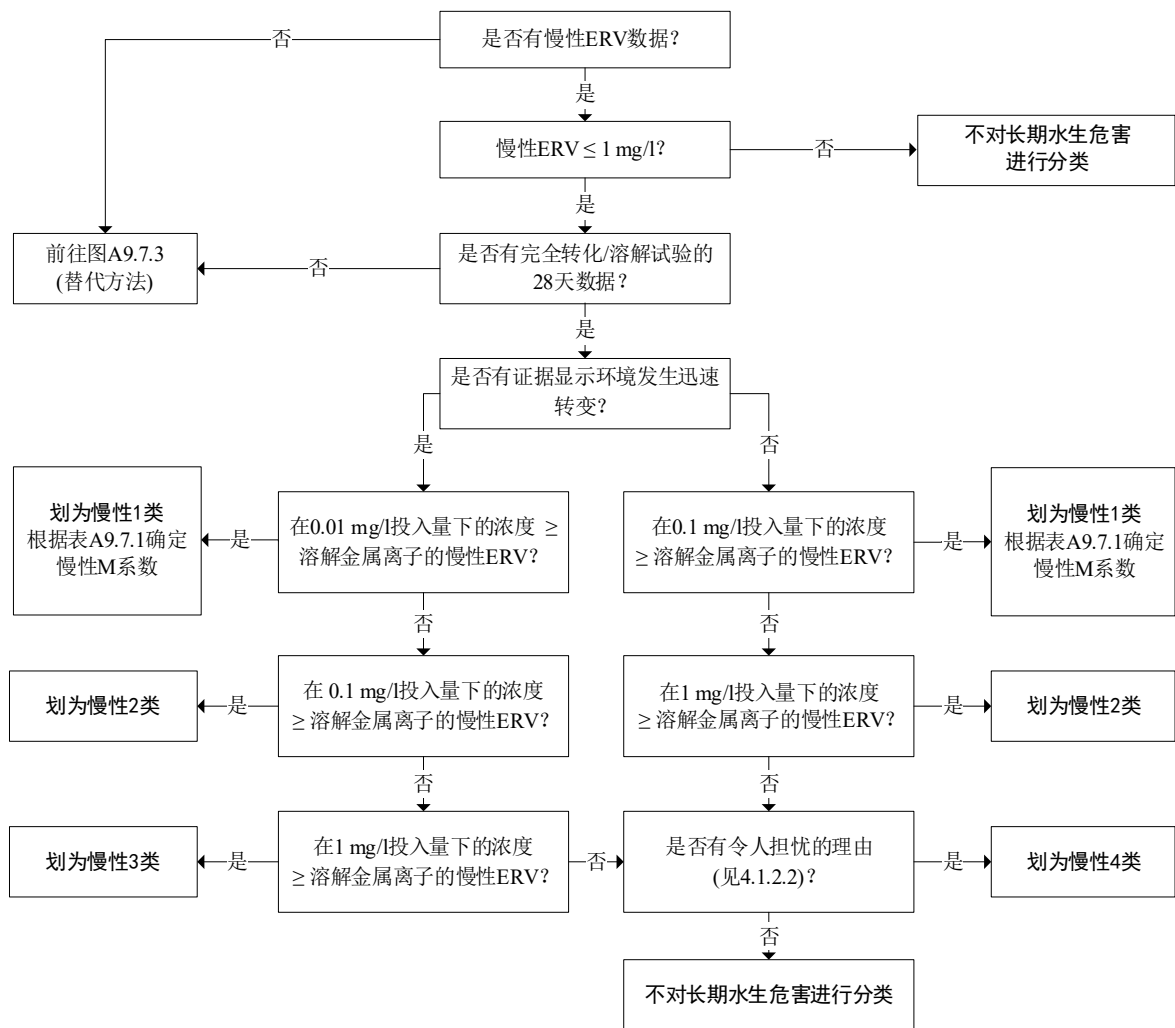 否
是否有慢性ERV数据？
是
慢性ERV ≤ 1 mg/l？
否
不对长期水生危害
进行分类
是
前往图A9.7.3
(替代方法)
否
是否有完全转化/溶解试验的
28天数据？
是
是否有证据显示环境发生迅速
转变？
是
否
划为慢性1类
根据表A9.7.1确定
慢性M系数
是
在0.01 mg/l投入量下的浓度 ≥
溶解金属离子的慢性ERV？
在0.1 mg/l投入量下的浓度
≥ 溶解金属离子的慢性ERV？
是
划为慢性1类
根据表A9.7.1确定
慢性M系数
否
否
划为慢性2类
是
在 0.1 mg/l投入量下的浓度
≥ 溶解金属离子的慢性ERV？
在1 mg/l投入量下的浓度
≥ 溶解金属离子的慢性ERV？
是
划为慢性2类
否
否
划为慢性3类
是
在1 mg/l投入量下的浓度
≥ 溶解金属离子的慢性ERV？
否
是否有令人担忧的理由
(见4.1.2.2)？
是
划为慢性4类
否
不对长期水生危害进行分类